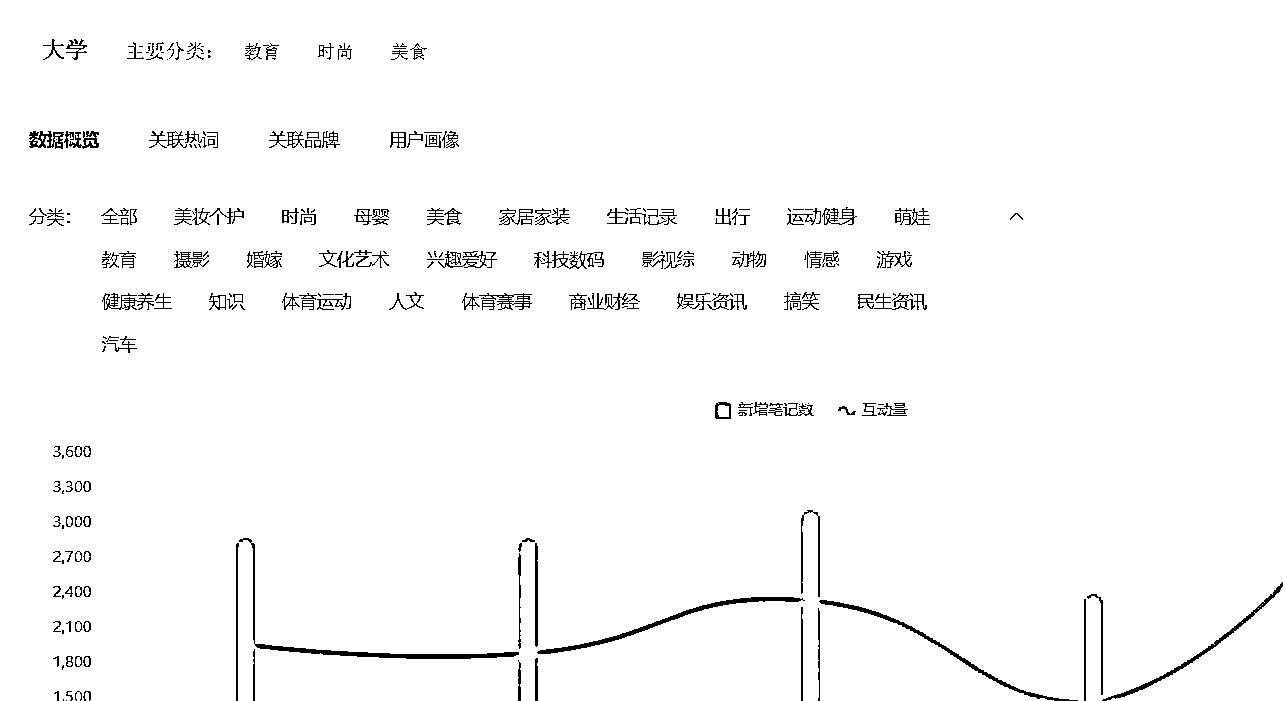 大学 主要分类： 教育 时尚 美食
数据概览 关联热词 关联品牌 用户画像
分类： 全部 美妆个护 时尚 母婴 美食 家居家装 生活记录 出行 运动健身 萌娃
教育 摄影 婚嫁 文化艺术 兴趣爱好 科技数码 影视综 动物 情感 游戏
健康养生 知识 体育运动 人文 体育赛事 商业财经 娱乐资讯 搞笑 民生资讯
汽车
新增笔记数 互动量
3,600
3,300
3,000
2,700
2,400
2,100
1,800
1,500